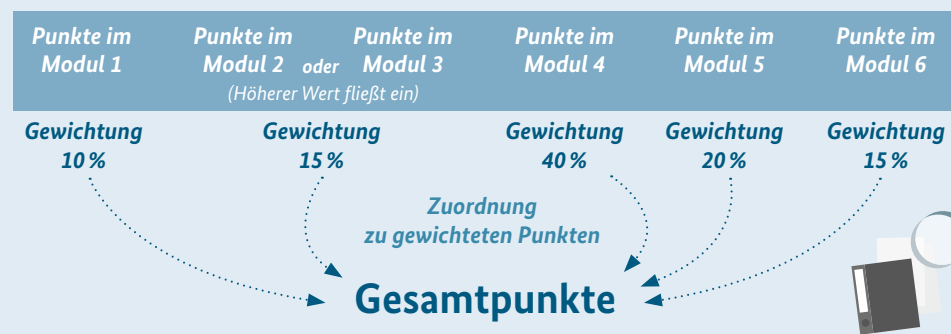 Punkte im Modul 1
Punkte im Modul 2 oder Punkte im Modul 3
(Höherer Wert fließt ein)
Punkte im Modul 4
Punkte im Modul 5
Punkte im Modul 6
Gewichtung 10 %
Gewichtung 15 %
Gewichtung 40 %
Gewichtung 20 %
Gewichtung 15 %
Zuordnung
zu gewichteten Punkten
Gesamtpunkte